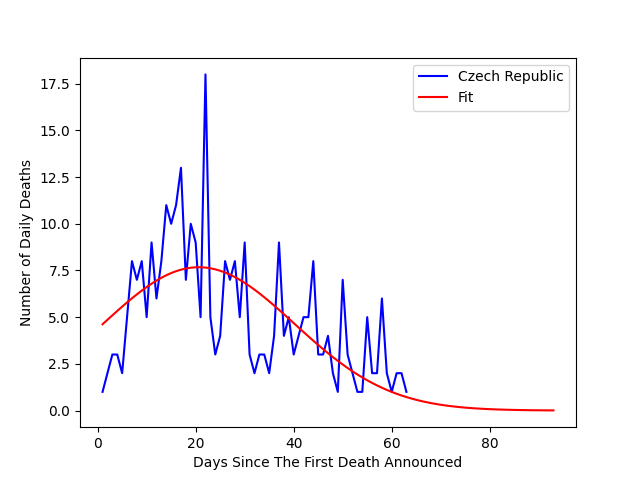 Czech Republic
Fit
17.5
15.0
12.5
10.0
7.5
5.0
2.5
0.0
Number of Daily Deaths
0 20 40 60 80
Days Since The First Death Announced